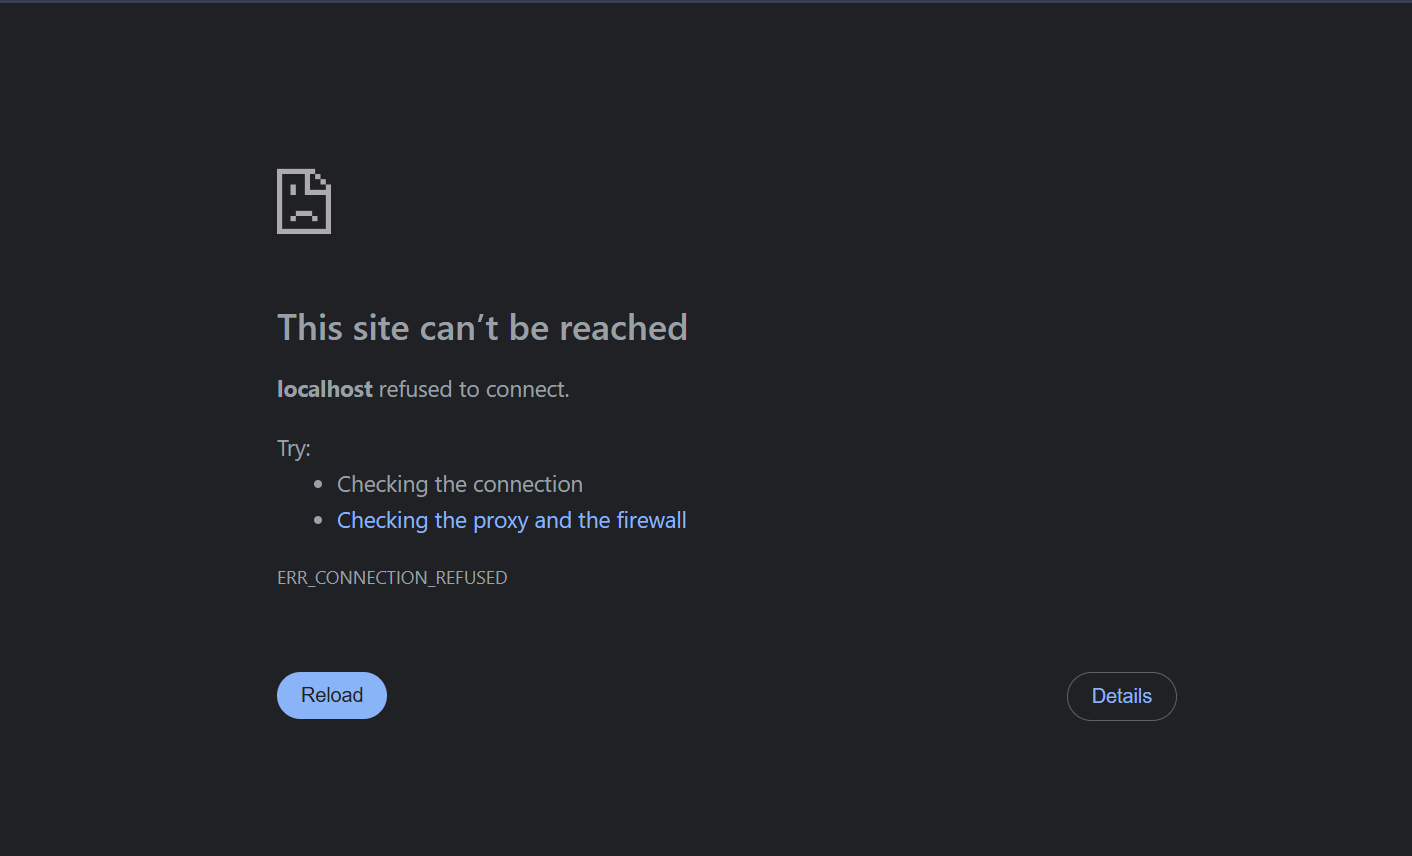 This site can’t be reached
localhost refused to connect.
Try:
Checking the connection
Checking the proxy and the firewall
ERR_CONNECTION_REFUSED
Reload
Details